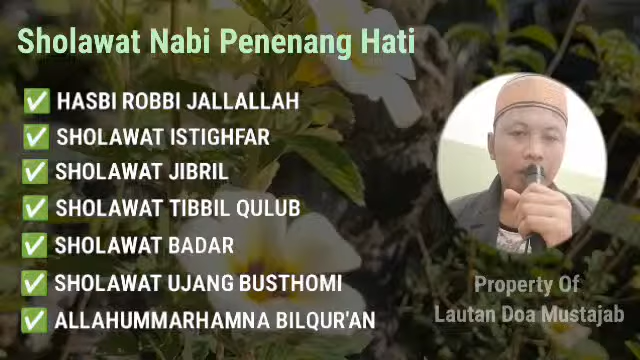 Sholawat Nabi Penenang Hati
✅ HASBI ROBBI JALLALLAH
✅ SHOLAWAT ISTIGHFAR
✅ SHOLAWAT JIBRIL
✅ SHOLAWAT TIBBIL QULUB
✅ SHOLAWAT BADAR
✅ SHOLAWAT UJANG BUSTHOMI
✅ ALLAHUMMARHAMNA BILQUR'AN
Property Of
Lautan Doa Mustajab